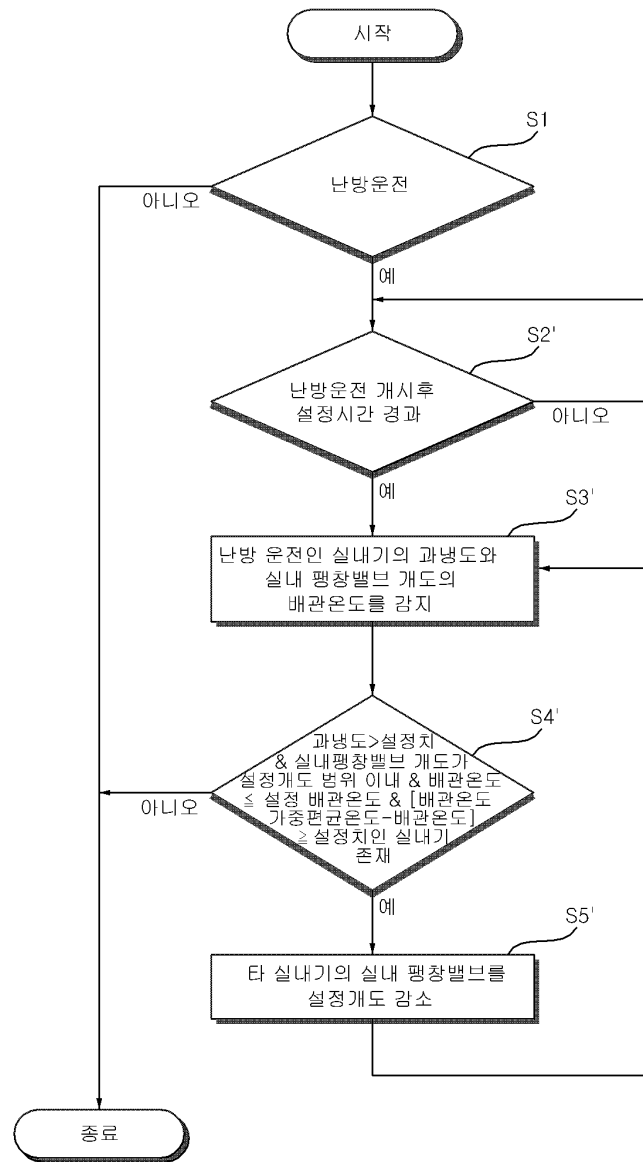 시작
S1
난방운전
아니오
예
S2'
난방운전 개시후
설정시간 경과
아니오
예
S3'
난방 운전인 실내기의 과냉도와
실내 팽창밸브 개도의
배관온도를 감지
S4'
과냉도>설정치
& 실내팽창밸브 개도가
설정개도 범위 이내 & 배관온도
≦ 설정 배관온도 & [배관온도
가중편균온도-배관온도]
≧설정치인 실내기
존재
아니오
예
S5'
타 실내기의 실내 팽창밸브를
설정개도 감소
종료